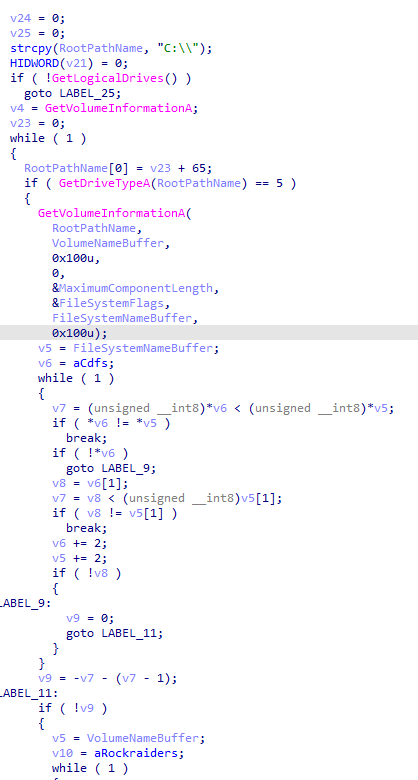 v24 = 0;
v25 = 0;
strcpy(RootPathName, "C:\\");
HIDWORD(v21) = 0;
if ( !GetLogicalDrives() )
goto LABEL_25;
v4 = GetVolumeInformationA;
v23 = 0;
while ( 1 )
{
RootPathName[0] = v23 + 65;
if ( GetDriveTypeA(RootPathName) == 5 )
{
GetVolumeInformationA(
RootPathName,
VolumeNameBuffer,
0x100u,
0,
&MaximumComponentLength,
&FileSystemFlags,
FileSystemNameBuffer,
0x100u);
v5 = FileSystemNameBuffer;
v6 = aCdfs;
while ( 1 )
{
v7 = (unsigned __int8)*v6 < (unsigned __int8)*v5;
if ( *v6 != *v5 )
break;
if ( !*v6 )
goto LABEL_9;
v8 = v6[1];
v7 = v8 < (unsigned __int8)v5[1];
if ( v8 != v5[1] )
break;
v6 += 2;
v5 += 2;
if ( !v8 )
{
LABEL_9:
v9 = 0;
goto LABEL_11;
}
}
v9 = -v7 - (v7 - 1);
LABEL_11:
if ( !v9 )
{
v5 = VolumeNameBuffer;
v10 = aRockraiders;
while ( 1 )
{